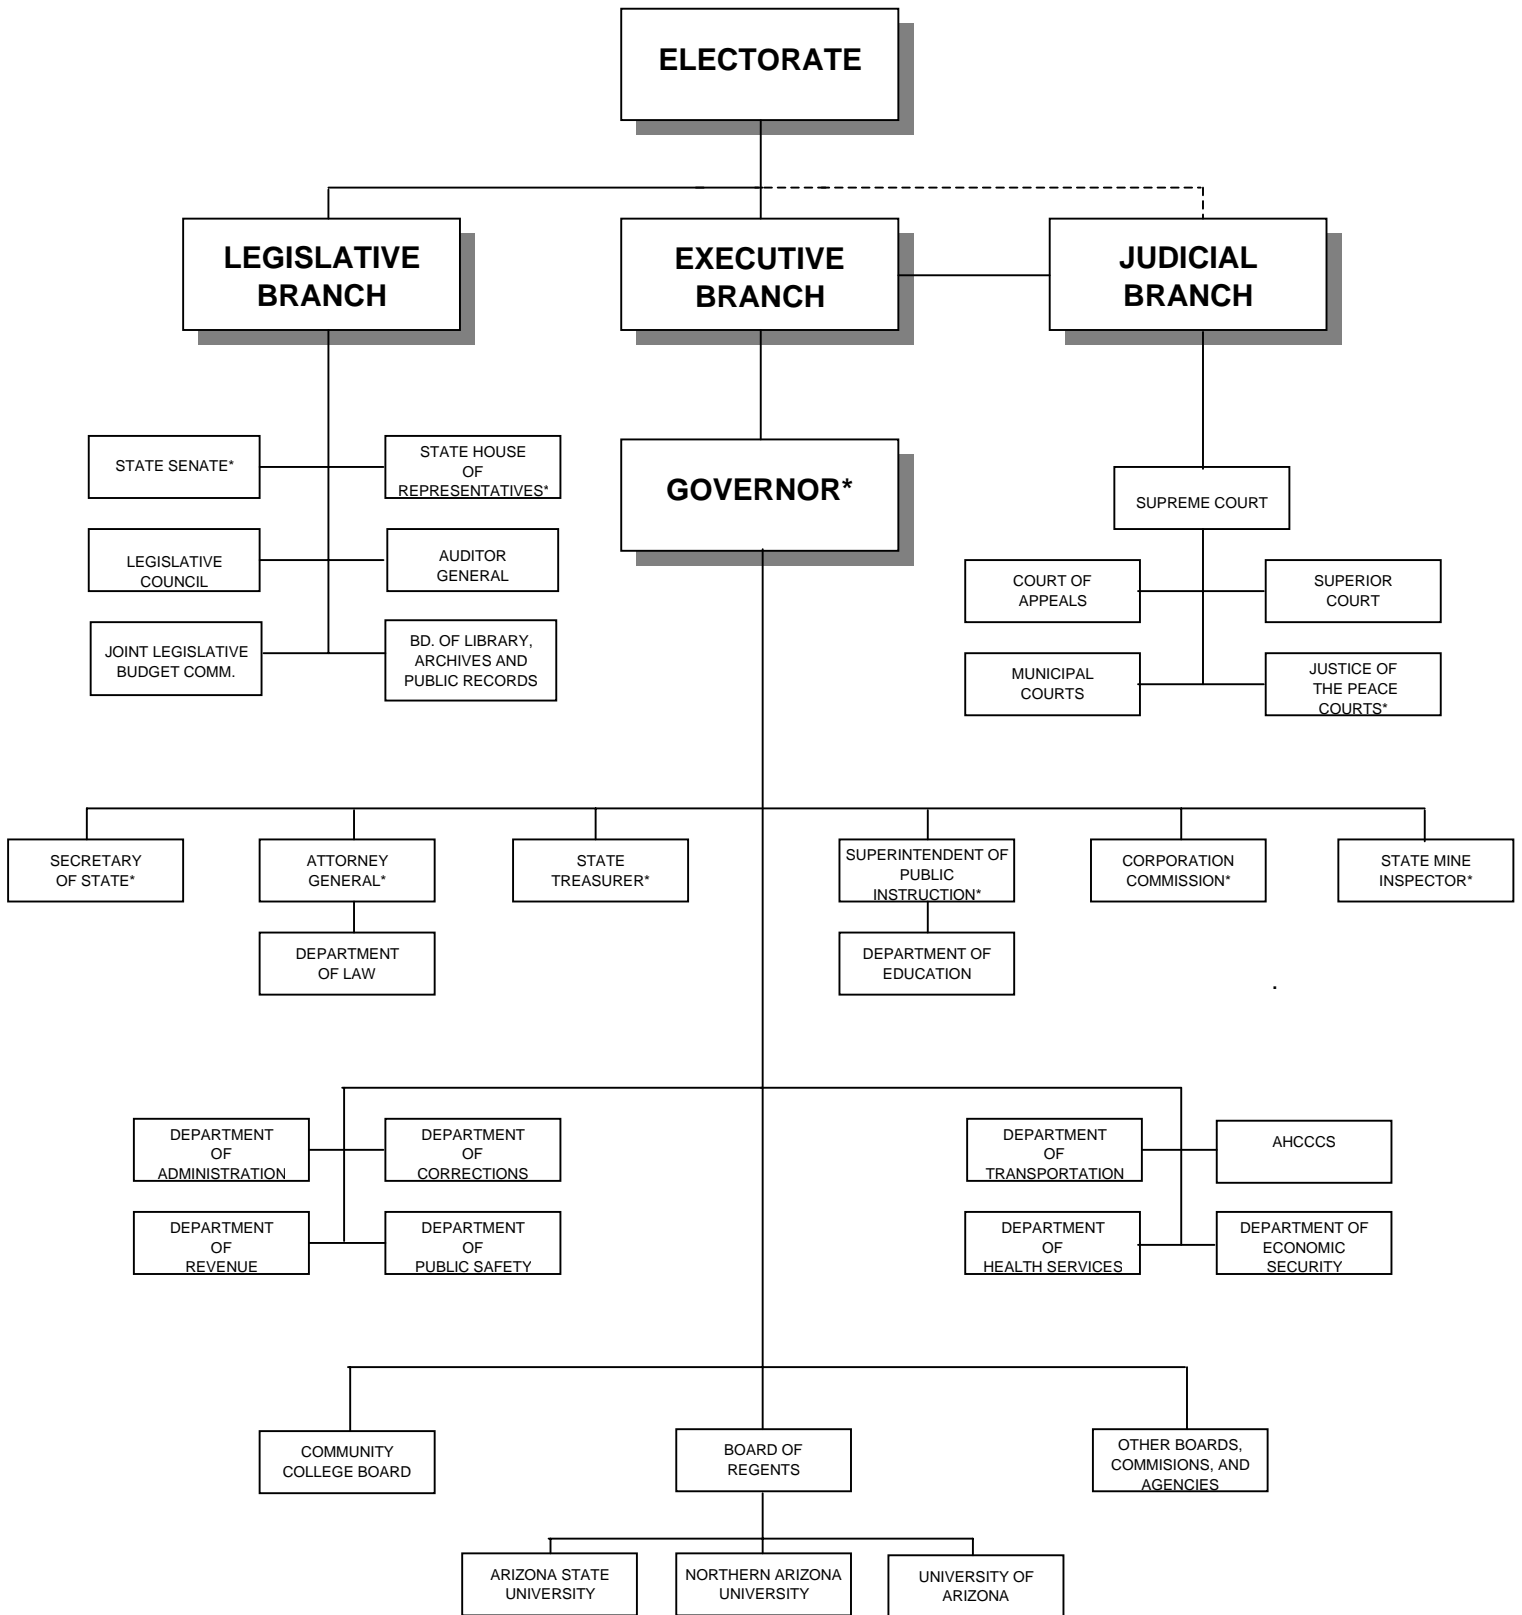 ELECTORATE
LEGISLATIVE
BRANCH
EXECUTIVE
BRANCH
JUDICIAL
BRANCH
STATE SENATE*
STATE HOUSE
OF
REPRESENTATIVES*
GOVERNOR*
SUPREME COURT
LEGISLATIVE
COUNCIL
AUDITOR
GENERAL
COURT OF
APPEALS
SUPERIOR
COURT
JOINT LEGISLATIVE
BUDGET COMM.
BD. OF LIBRARY,
ARCHIVES AND
PUBLIC RECORDS
MUNICIPAL
COURTS
JUSTICE OF
THE PEACE
COURTS*
SECRETARY
OF STATE*
ATTORNEY
GENERAL*
STATE
TREASURER*
SUPERINTENDENT OF
PUBLIC
INSTRUCTION*
CORPORATION
COMMISSION*
STATE MINE
INSPECTOR*
DEPARTMENT
OF LAW
DEPARTMENT OF
EDUCATION
.
DEPARTMENT
OF
ADMINISTRATION
DEPARTMENT
OF
CORRECTIONS
DEPARTMENT
OF
TRANSPORTATION
AHCCCS
DEPARTMENT
OF
REVENUE
DEPARTMENT
OF
PUBLIC SAFETY
DEPARTMENT
OF
HEALTH SERVICES
DEPARTMENT OF
ECONOMIC
SECURITY
COMMUNITY
COLLEGE BOARD
BOARD OF
REGENTS
OTHER BOARDS,
COMMISIONS, AND
AGENCIES
ARIZONA STATE
UNIVERSITY
NORTHERN ARIZONA
UNIVERSITY
UNIVERSITY OF
ARIZONA